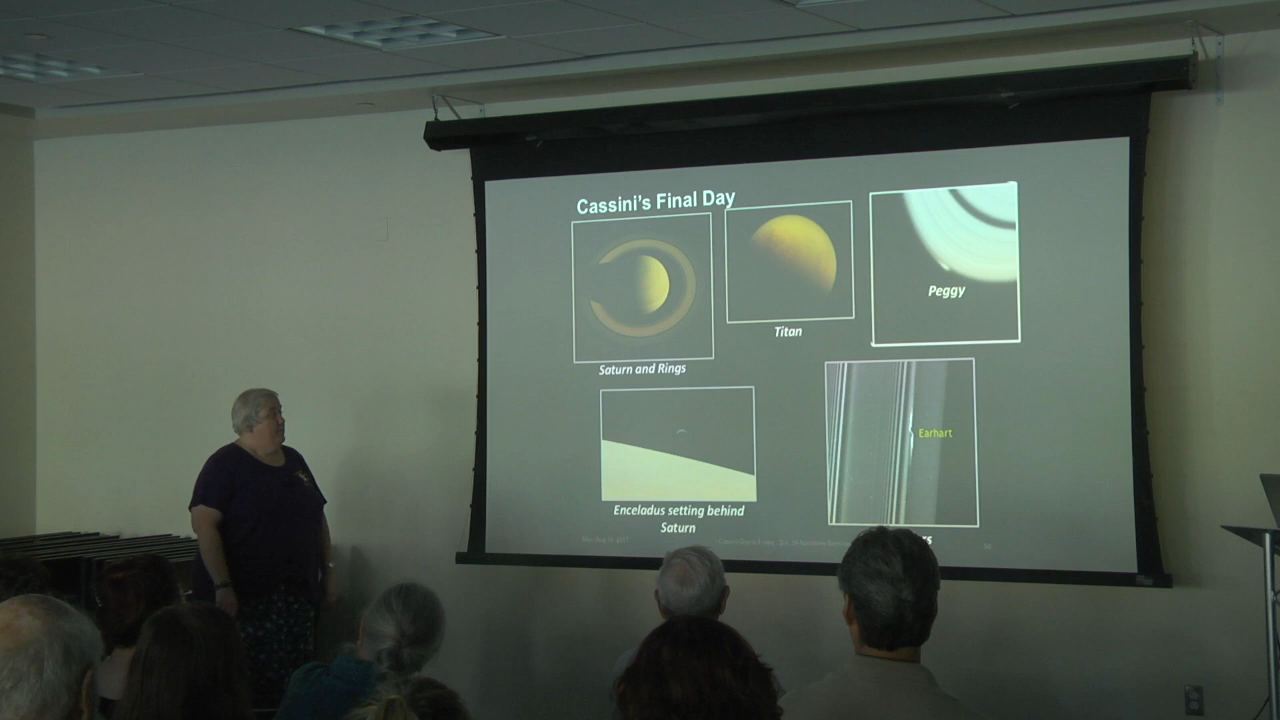 Cassini's Final Day
Peggy
Titan
Saturn and Rings
Earhart
Enceladus setting behind
Saturn